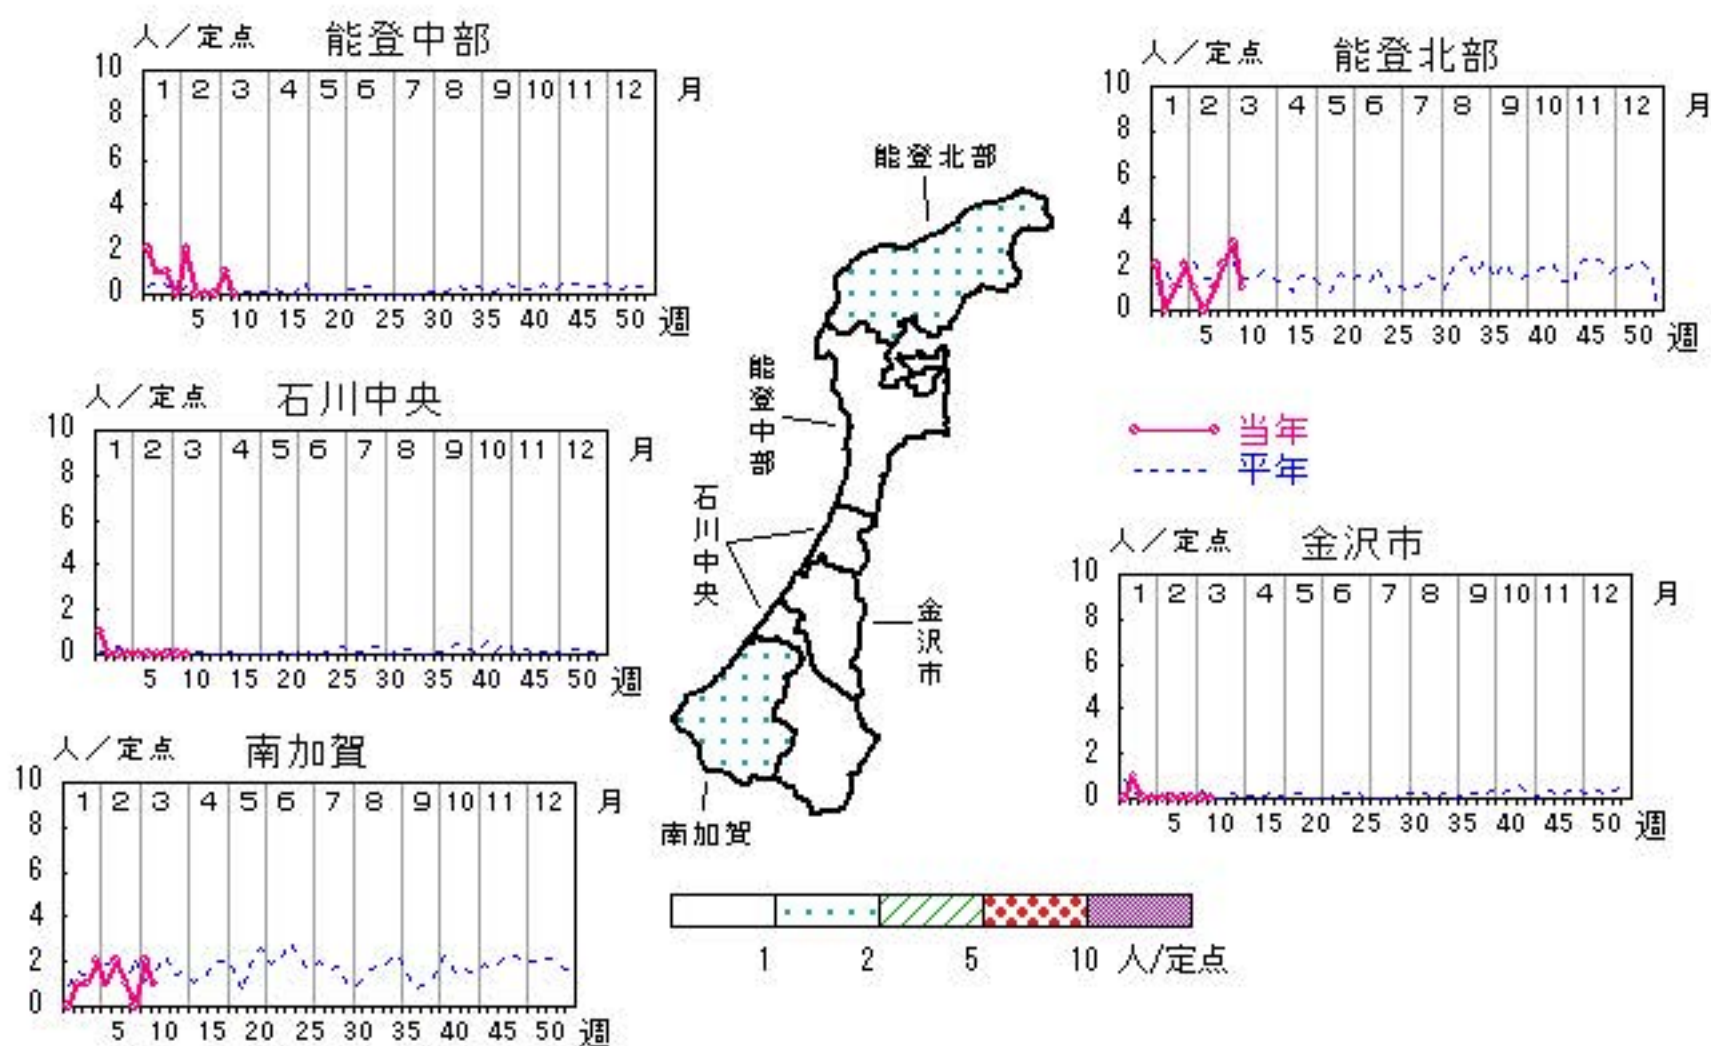 人／定点 能登中部
10 8 6 4 2 0
1 2 3 4 5 6 7 8 9 10 11 12 月
5 10 15 20 25 30 35 40 45 50 週
人／定点 能登北部
10 8 6 4 2 0
1 2 3 4 5 6 7 8 9 10 11 12 月
5 10 15 20 25 30 35 40 45 50 週
人／定点 石川中央
10 8 6 4 2 0
1 2 3 4 5 6 7 8 9 10 11 12 月
5 10 15 20 25 30 35 40 45 50 週
能登北部
能登中部
石川中央
金沢市
南加賀
当年
平年
人／定点 金沢市
10 8 6 4 2 0
1 2 3 4 5 6 7 8 9 10 11 12 月
5 10 15 20 25 30 35 40 45 50 週
人／定点 南加賀
10 8 6 4 2 0
1 2 3 4 5 6 7 8 9 10 11 12 月
5 10 15 20 25 30 35 40 45 50 週
1 2 5 10 人/定点